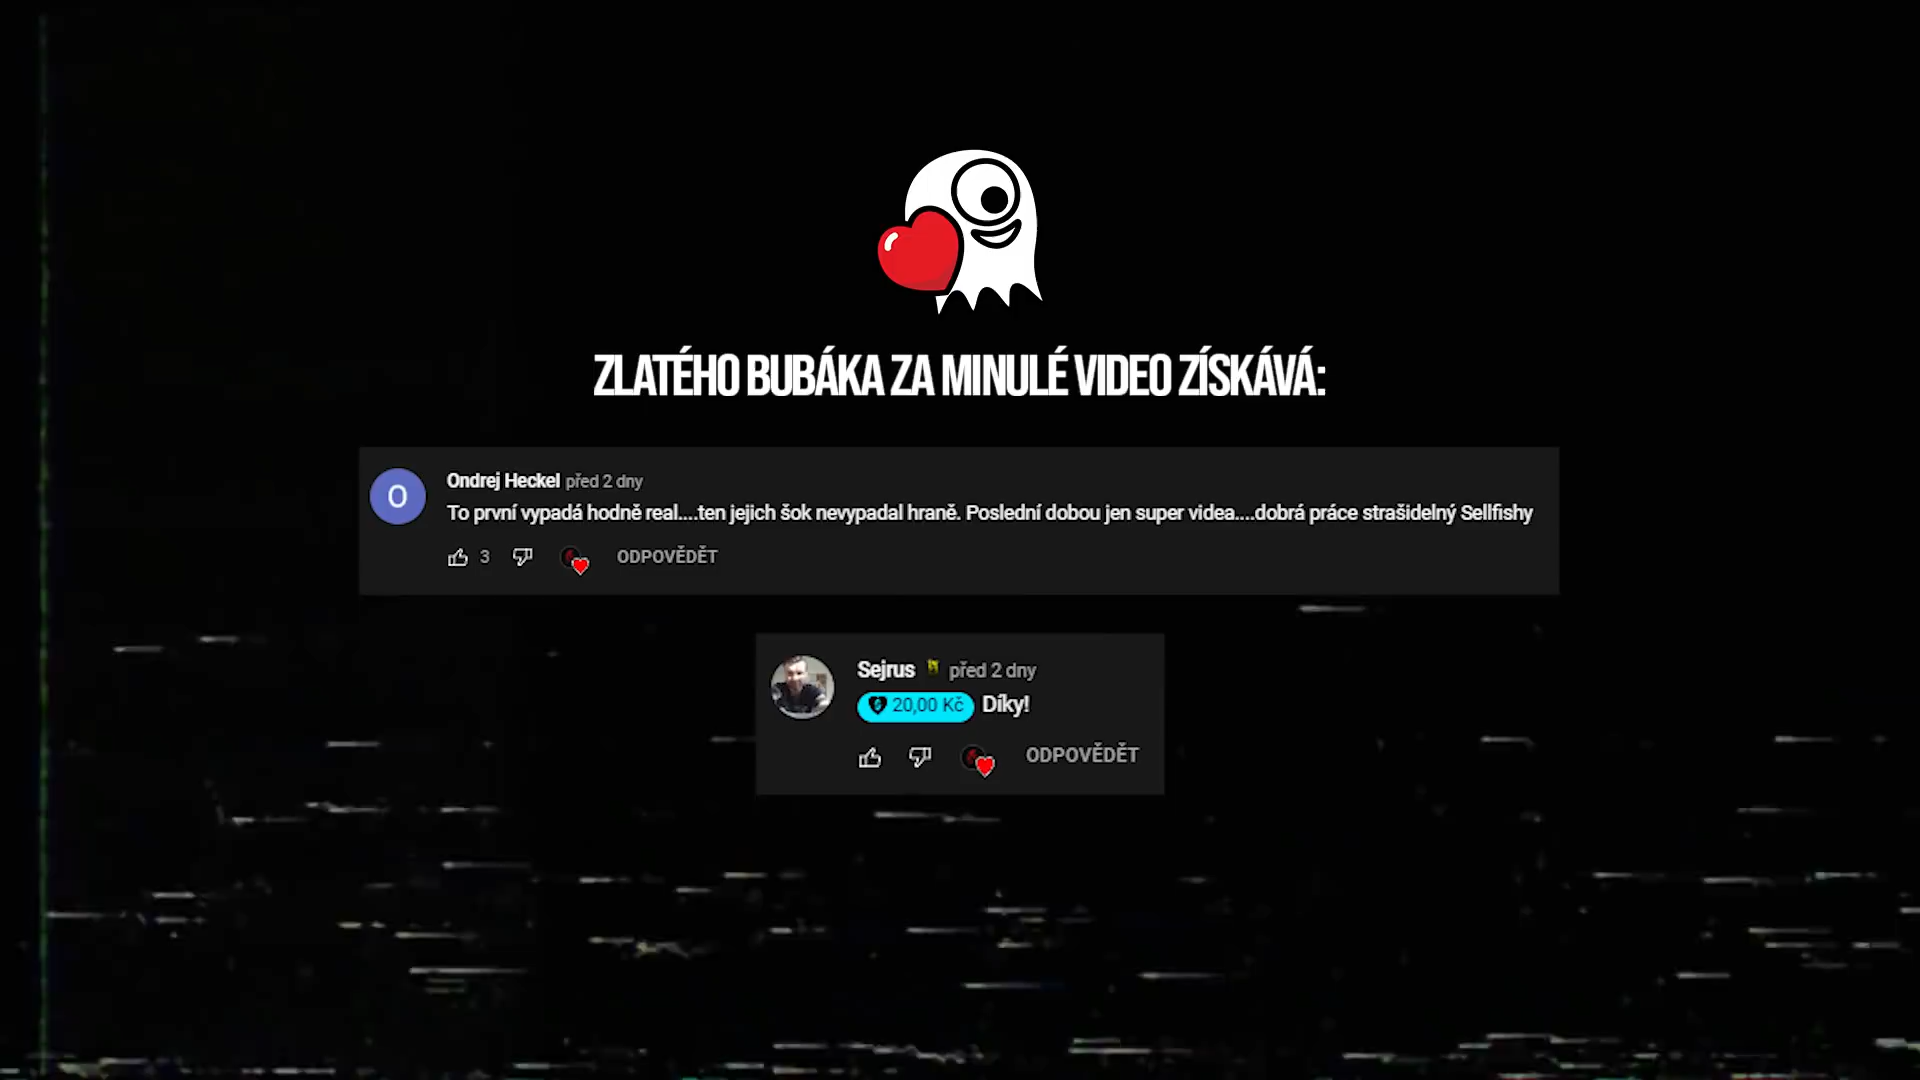 ZLATÉHO BUBÁKA ZA MINULÉ VIDEO ZÍSKÁVÁ:
O
Ondrej Heckel před 2 dny
To první vypadá hodně real....ten jejich šok nevypadal hraně. Poslední dobou jen super videa....dobrá práce strašidelný Sellfishy
3 ODPOVĚDĚT
Sejrus před 2 dny
20,00 Kč Díky!
ODPOVĚDĚT